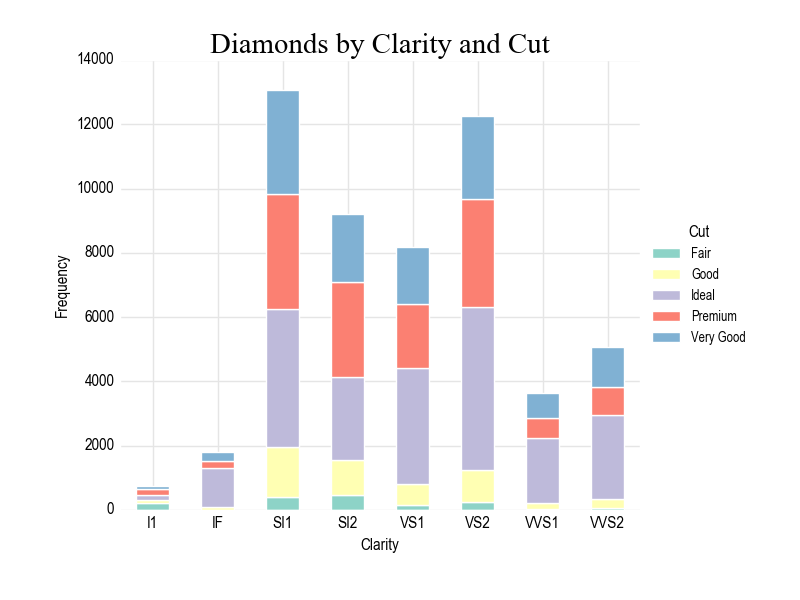 Diamonds by Clarity and Cut
14000
12000
10000
8000
6000
4000
2000
0
Frequency
I1 IF SI1 SI2 VS1 VS2 VVS1 VVS2
Clarity
Cut
Fair
Good
Ideal
Premium
Very Good